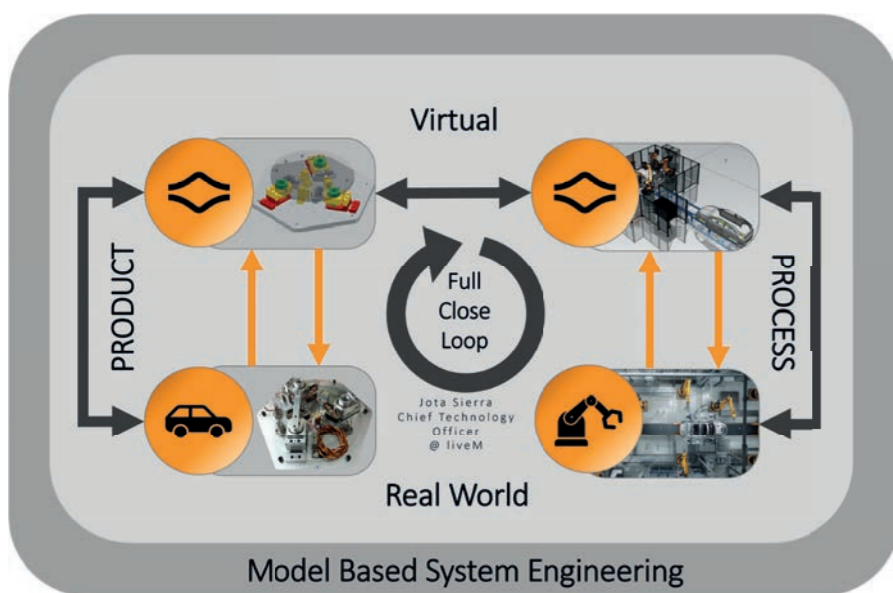 Virtual
PRODUCT
Full
Close
Loop
PROCESS
Jota Sierra
Chief Technology
Officer
@ liveM
Real World
Model Based System Engineering